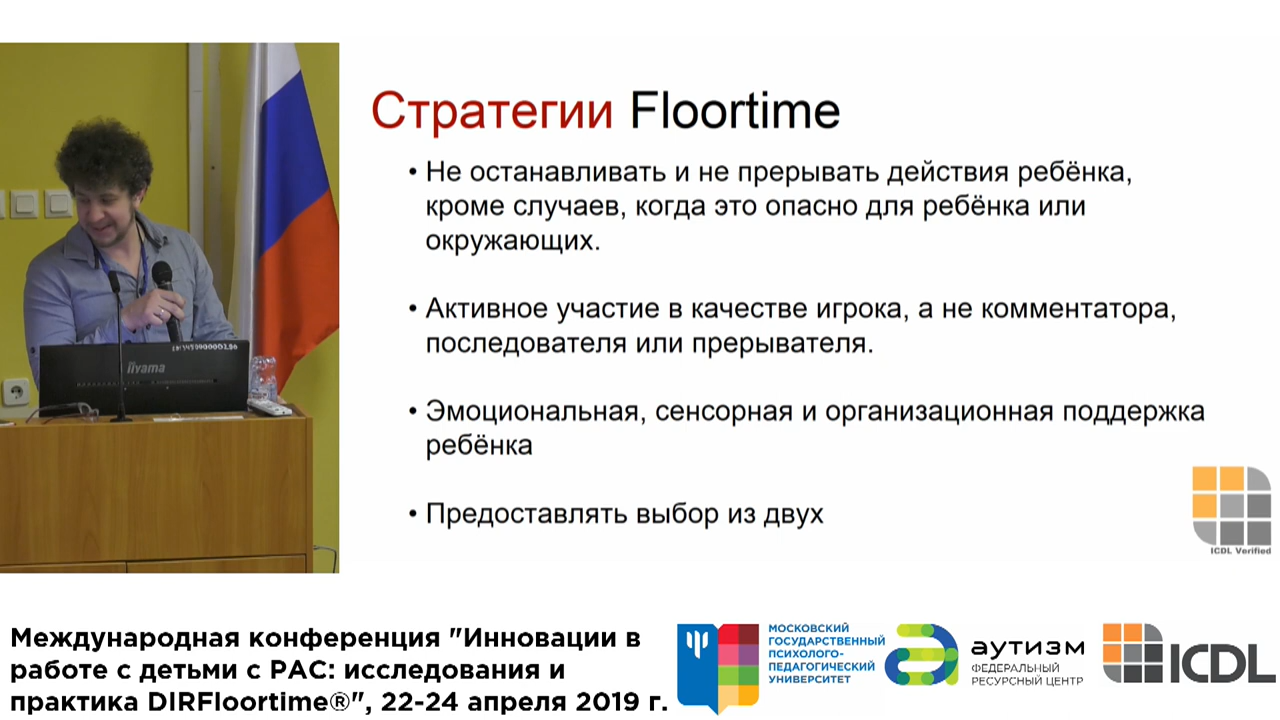 Стратегии Floortime
• Не останавливать и не прерывать действия ребёнка,
кроме случаев, когда это опасно для ребёнка или
окружающих.
• Активное участие в качестве игрока, а не комментатора,
последователя или прерывателя.
• Эмоциональная, сенсорная и организационная поддержка
ребёнка
• Предоставлять выбор из двух
ICDL Verified
iiyama
Международная конференция "Инновации в
работе с детьми с РАС: исследования и
практика DIRFloortime®", 22-24 апреля 2019 г.
МОСКОВСКИЙ
ГОСУДАРСТВЕННЫЙ
ПСИХОЛОГО-
ПЕДАГОГИЧЕСКИЙ
УНИВЕРСИТЕТ
аутизм
ФЕДЕРАЛЬНЫЙ
РЕСУРСНЫЙ ЦЕНТР
ICDL